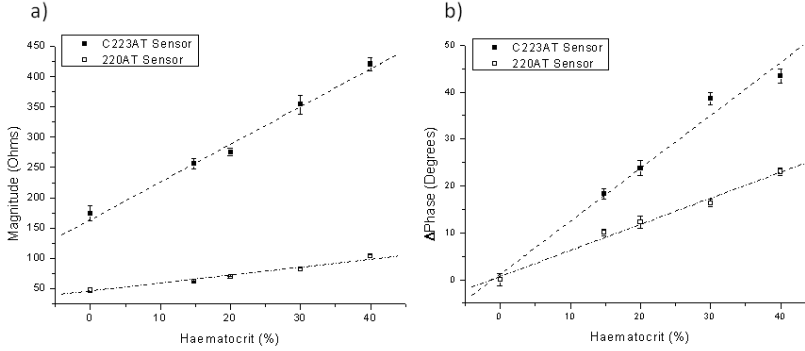 a)
C223AT Sensor
220AT Sensor
Magnitude (Ohms)
450
400
350
300
250
200
150
100
50
0
10
20
30
40
Haematocrit (%)
b)
C223AT Sensor
220AT Sensor
ΔPhase (Degrees)
50
40
30
20
10
0
0
10
20
30
40
Haematocrit (%)